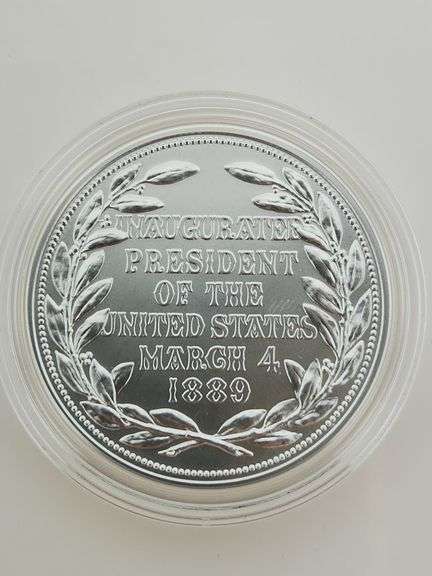 INAUGURATED
PRESIDENT
OF THE
UNITED STATES
MARCH 4,
1889